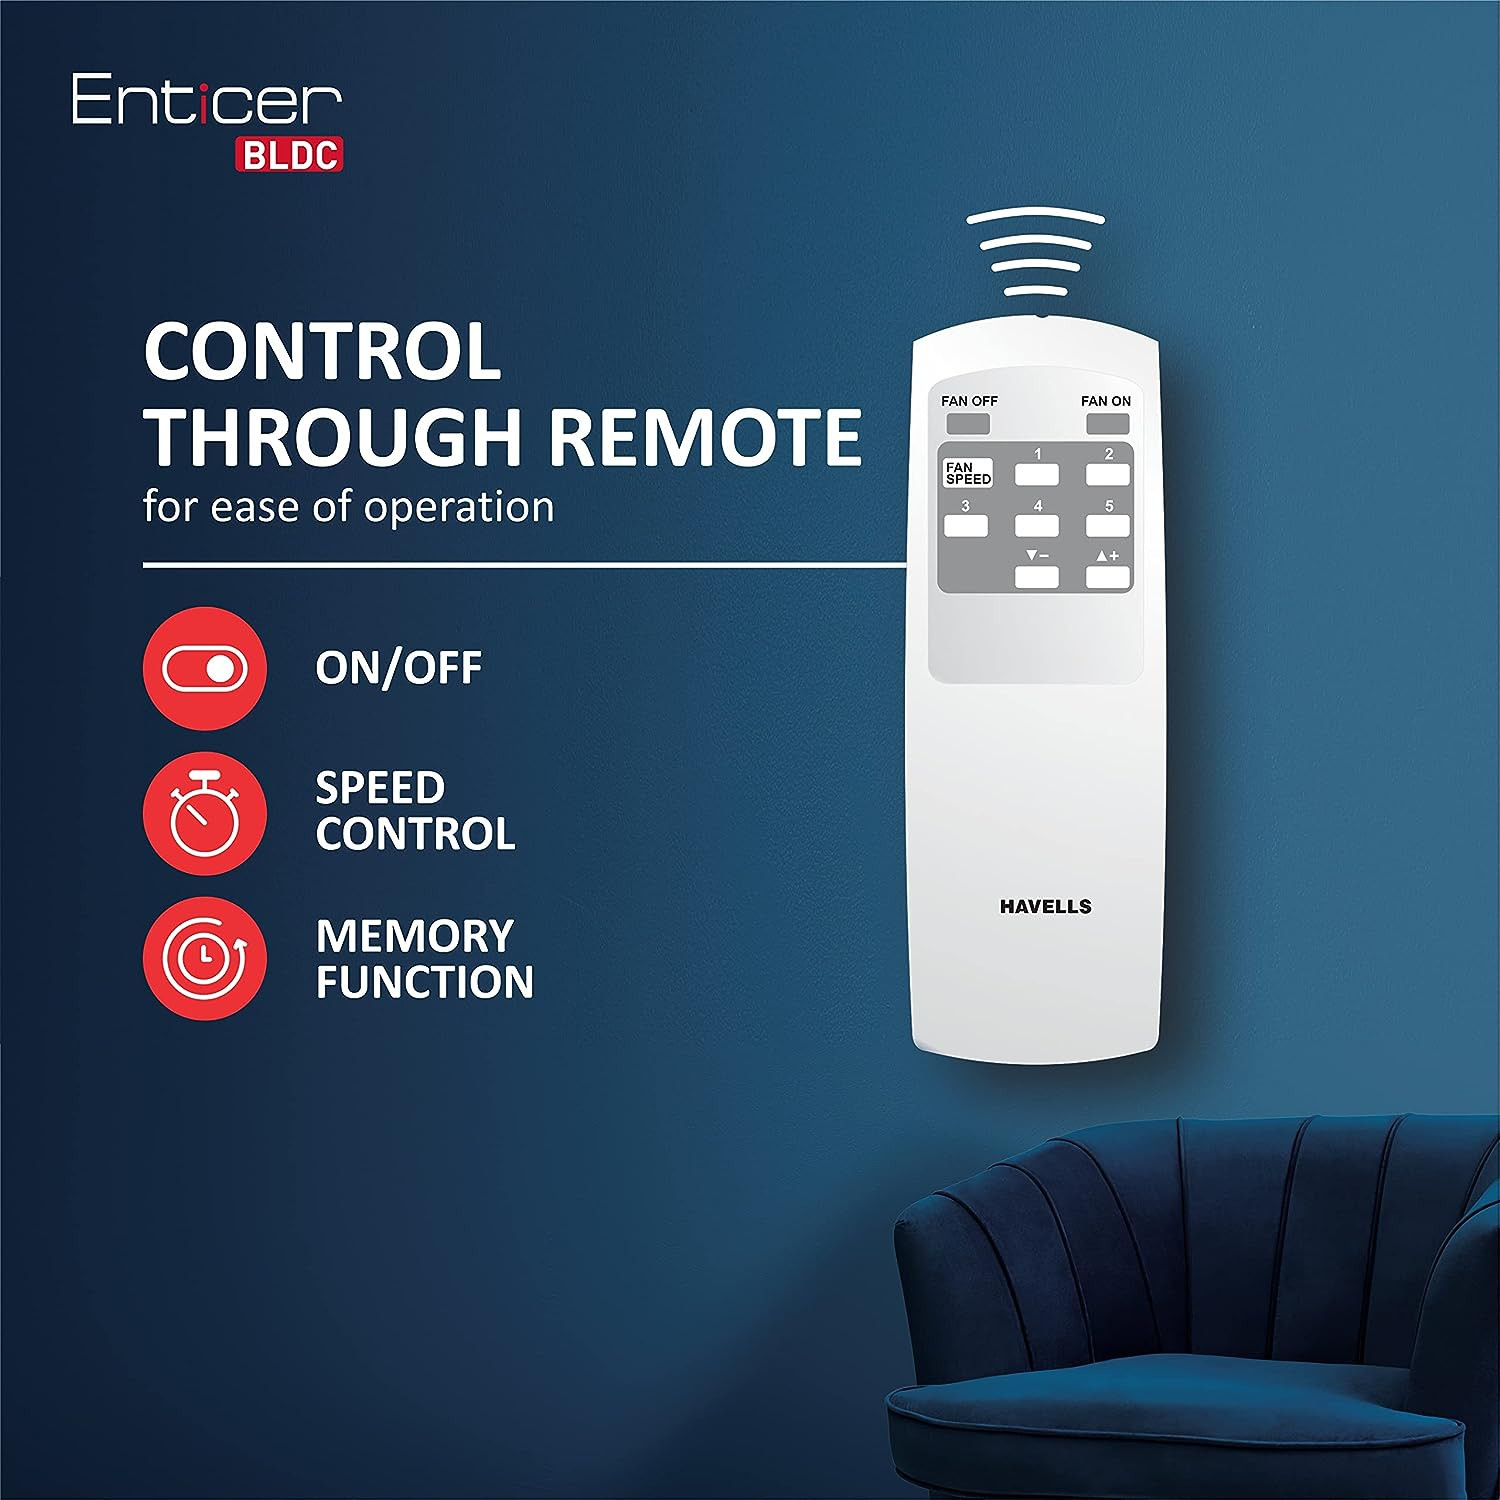 Enticer
BLDC
CONTROL
THROUGH REMOTE
for ease of operation
ON/OFF
SPEED
CONTROL
MEMORY
FUNCTION
FAN OFF FAN ON
FAN
SPEED
1 2
3 4 5
▼− ▲+
HAVELLS